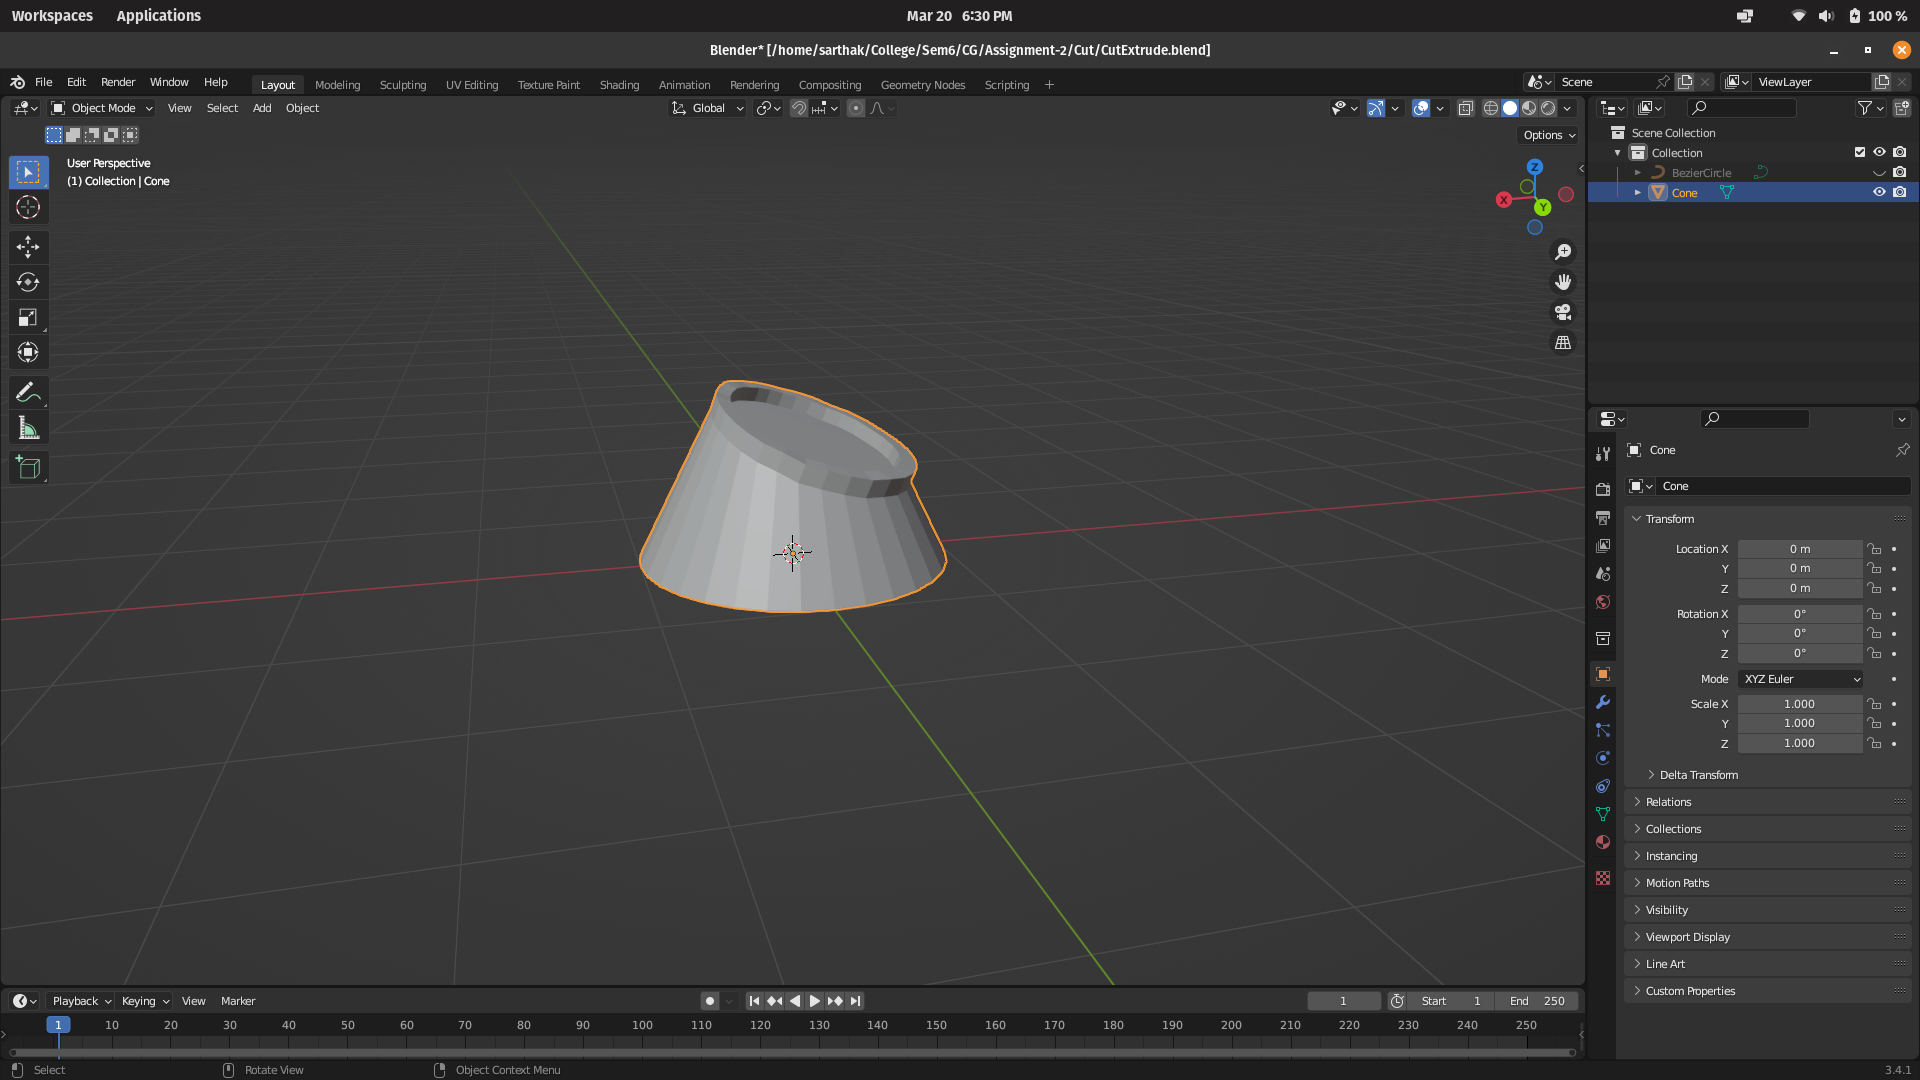 Workspaces Applications Mar 20 6:30 PM 100 %
Blender* [/home/sarthak/College/Sem6/CG/Assignment-2/Cut/CutExtrude.blend]
File Edit Render Window Help Layout Modeling Sculpting UV Editing Texture Paint Shading Animation Rendering Compositing Geometry Nodes Scripting + Scene ViewLayer
Object Mode View Select Add Object Global
Options
User Perspective
(1) Collection | Cone
Z
X
Y
Scene Collection
Collection
BezierCircle
Cone
Cone
Cone
Transform
Location X 0 m
Y 0 m
Z 0 m
Rotation X 0°
Y 0°
Z 0°
Mode XYZ Euler
Scale X 1.000
Y 1.000
Z 1.000
Delta Transform
Relations
Collections
Instancing
Motion Paths
Visibility
Viewport Display
Line Art
Custom Properties
Playback Keying View Marker 1 Start 1 End 250
1 10 20 30 40 50 60 70 80 90 100 110 120 130 140 150 160 170 180 190 200 210 220 230 240 250
Select Rotate View Object Context Menu 3.4.1